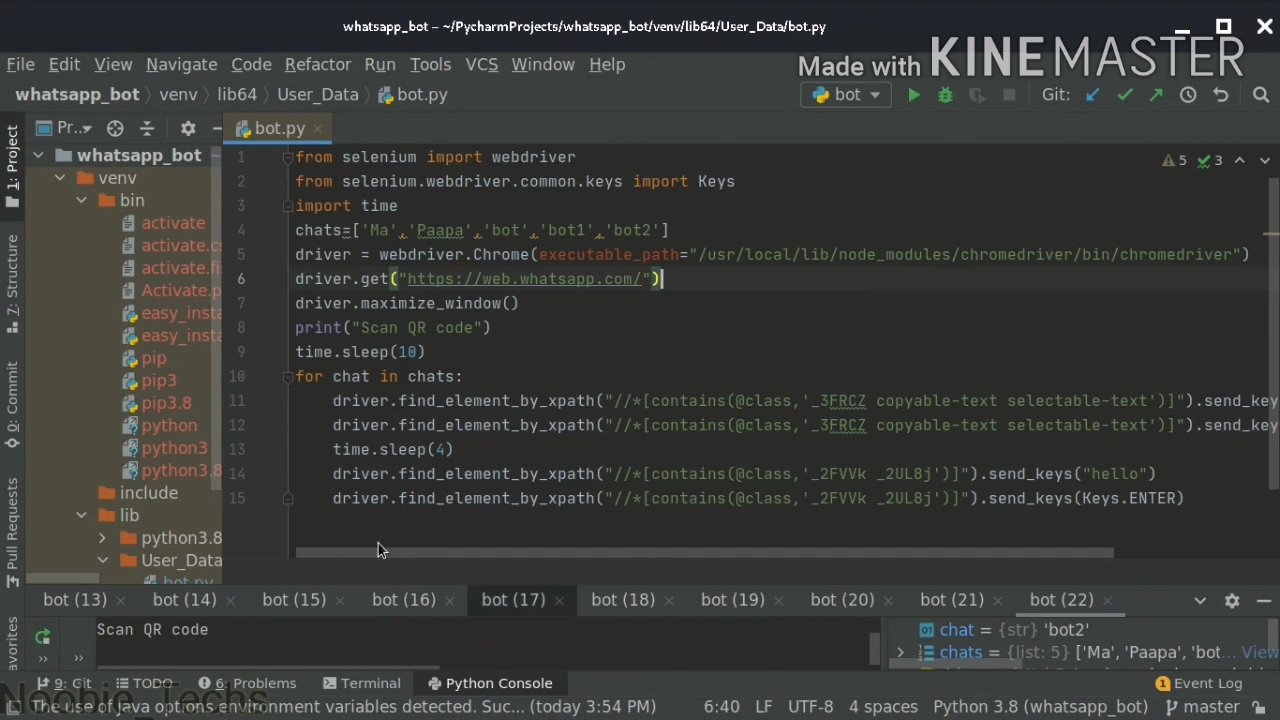 whatsapp_bot – ~/PycharmProjects/whatsapp_bot/venv/lib64/User_Data/bot.py
Made with KINEMASTER
File Edit View Navigate Code Refactor Run Tools VCS Window Help
whatsapp_bot venv lib64 User_Data bot.py bot Git:
1: Project
7: Structure
0: Commit
Pull Requests
avorites
Pr...
bot.py
whatsapp_bot
venv
bin
activate
activate.cs
activate.fis
Activate.p
easy_insta
easy_insta
pip
pip3
pip3.8
python
python3
python3.8
include
lib
python3.8
User_Data
bot.py
5 3
1 from selenium import webdriver
2 from selenium.webdriver.common.keys import Keys
3 import time
4 chats=['Ma','Paapa','bot','bot1','bot2']
5 driver = webdriver.Chrome(executable_path="/usr/local/lib/node_modules/chromedriver/bin/chromedriver")
6 driver.get("https://web.whatsapp.com/")
7 driver.maximize_window()
8 print("Scan QR code")
9 time.sleep(10)
10 for chat in chats:
11 driver.find_element_by_xpath("//*[contains(@class,'_3FRCZ copyable-text selectable-text')]").send_key
12 driver.find_element_by_xpath("//*[contains(@class,'_3FRCZ copyable-text selectable-text')]").send_key
13 time.sleep(4)
14 driver.find_element_by_xpath("//*[contains(@class,'_2FVVk _2UL8j')]").send_keys("hello")
15 driver.find_element_by_xpath("//*[contains(@class,'_2FVVk _2UL8j')]").send_keys(Keys.ENTER)
bot (13) bot (14) bot (15) bot (16) bot (17) bot (18) bot (19) bot (20) bot (21) bot (22)
Scan QR code
chat = {str} 'bot2'
chats = {list: 5} ['Ma', 'Paapa', 'bot... View
9: Git TODO 6: Problems Terminal Python Console 1 Event Log
Noobie_Techs
The use of java options environment variables detected. Suc... (today 3:54 PM) 6:40 LF UTF-8 4 spaces Python 3.8 (whatsapp_bot) master